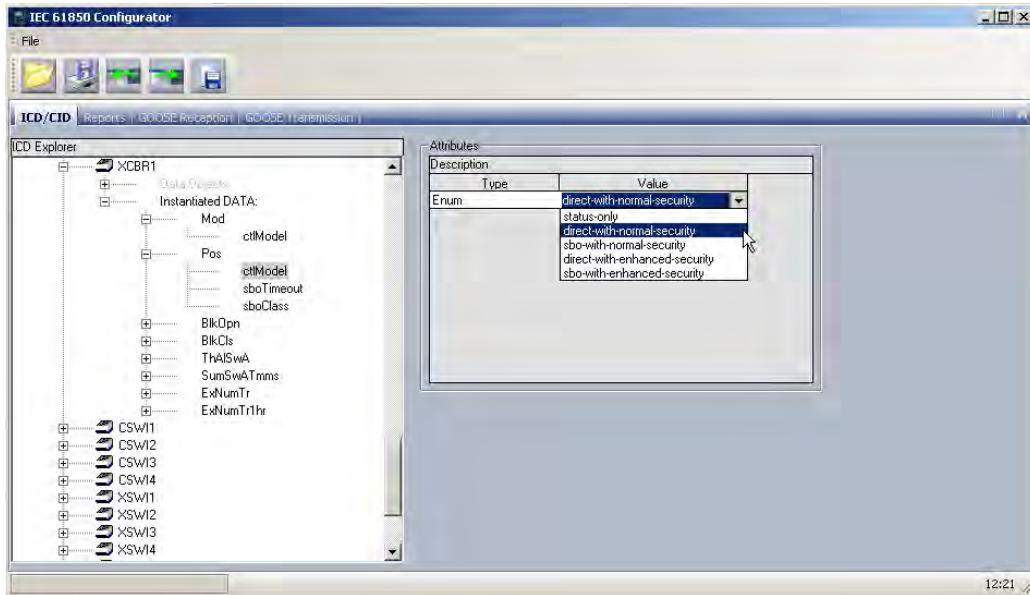 IEC 61850 Configurator
File
ICD/CID Reports GOOSE Reception GOOSE Transmission
ICD Explorer
XCBR1
Data Objects
Instantiated DATA:
Mod
ctlModel
Pos
ctlModel
sboTimeout
sboClass
BlkOpn
BlkCls
ThAlSwA
SumSwATmms
ExNumTr
ExNumTr1hr
CSWI1
CSWI2
CSWI3
CSWI4
XSWI1
XSWI2
XSWI3
XSWI4
Attributes
Description
Type Value
Enum direct-with-normal-security
status-only
direct-with-normal-security
sbo-with-normal-security
direct-with-enhanced-security
sbo-with-enhanced-security
12:21